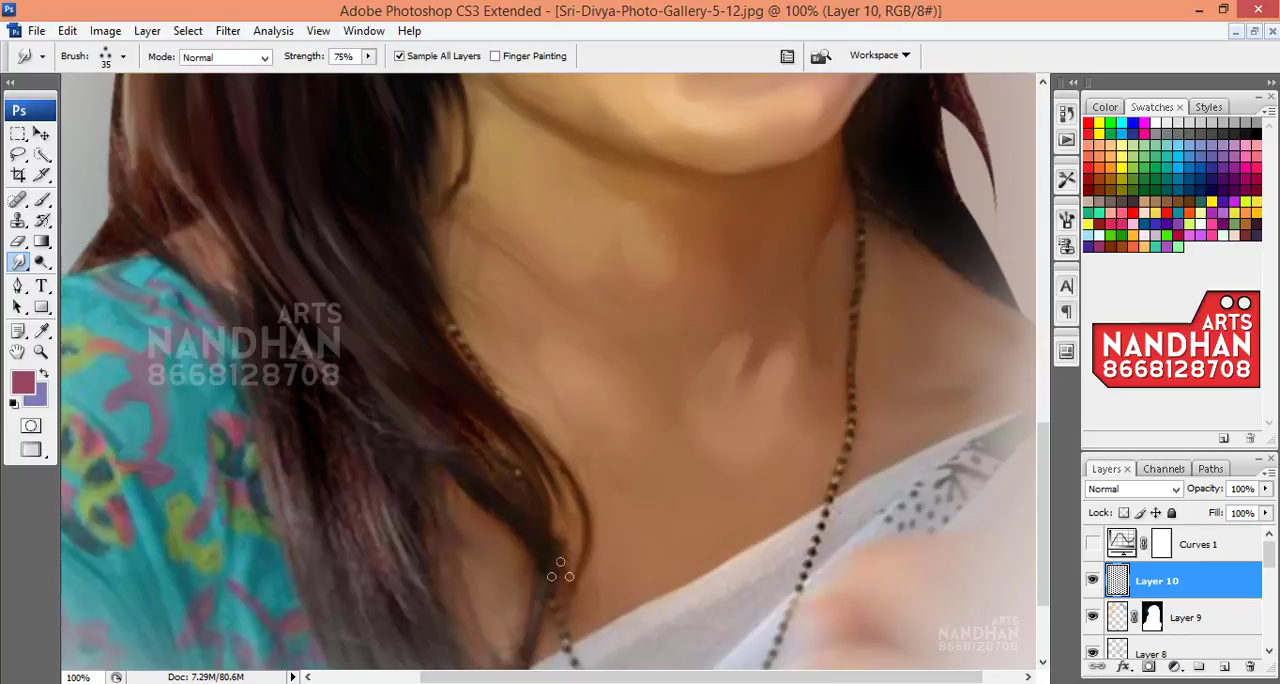 Adobe Photoshop CS3 Extended - [Sri-Divya-Photo-Gallery-5-12.jpg @ 100% (Layer 10, RGB/8#)]
File Edit Image Layer Select Filter Analysis View Window Help
Brush: 35 Mode: Normal Strength: 75% Sample All Layers Finger Painting Workspace
Ps
Color Swatches Styles
ARTS
NANDHAN
8668128708
ARTS
NANDHAN
8668128708
Layers Channels Paths
Normal Opacity: 100%
Lock: Fill: 100%
Curves 1
Layer 10
Layer 9
Layer 8
ARTS
NANDHAN
8668128708
100% Doc: 7.29M/80.6M